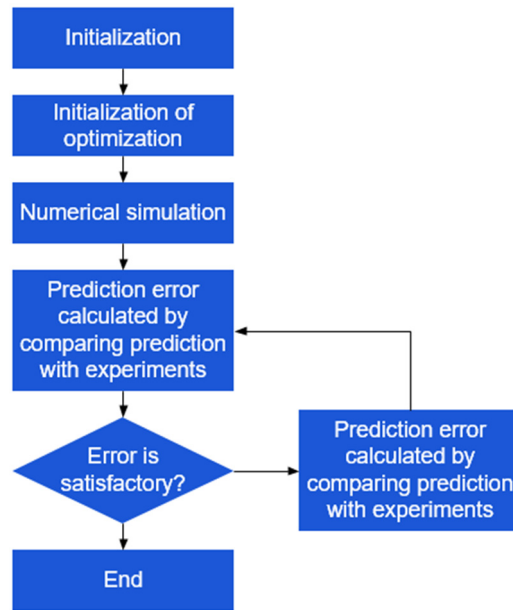 Initialization
Initialization of
optimization
Numerical simulation
Prediction error
calculated by
comparing prediction
with experiments
Error is
satisfactory?
Prediction error
calculated by
comparing prediction
with experiments
End